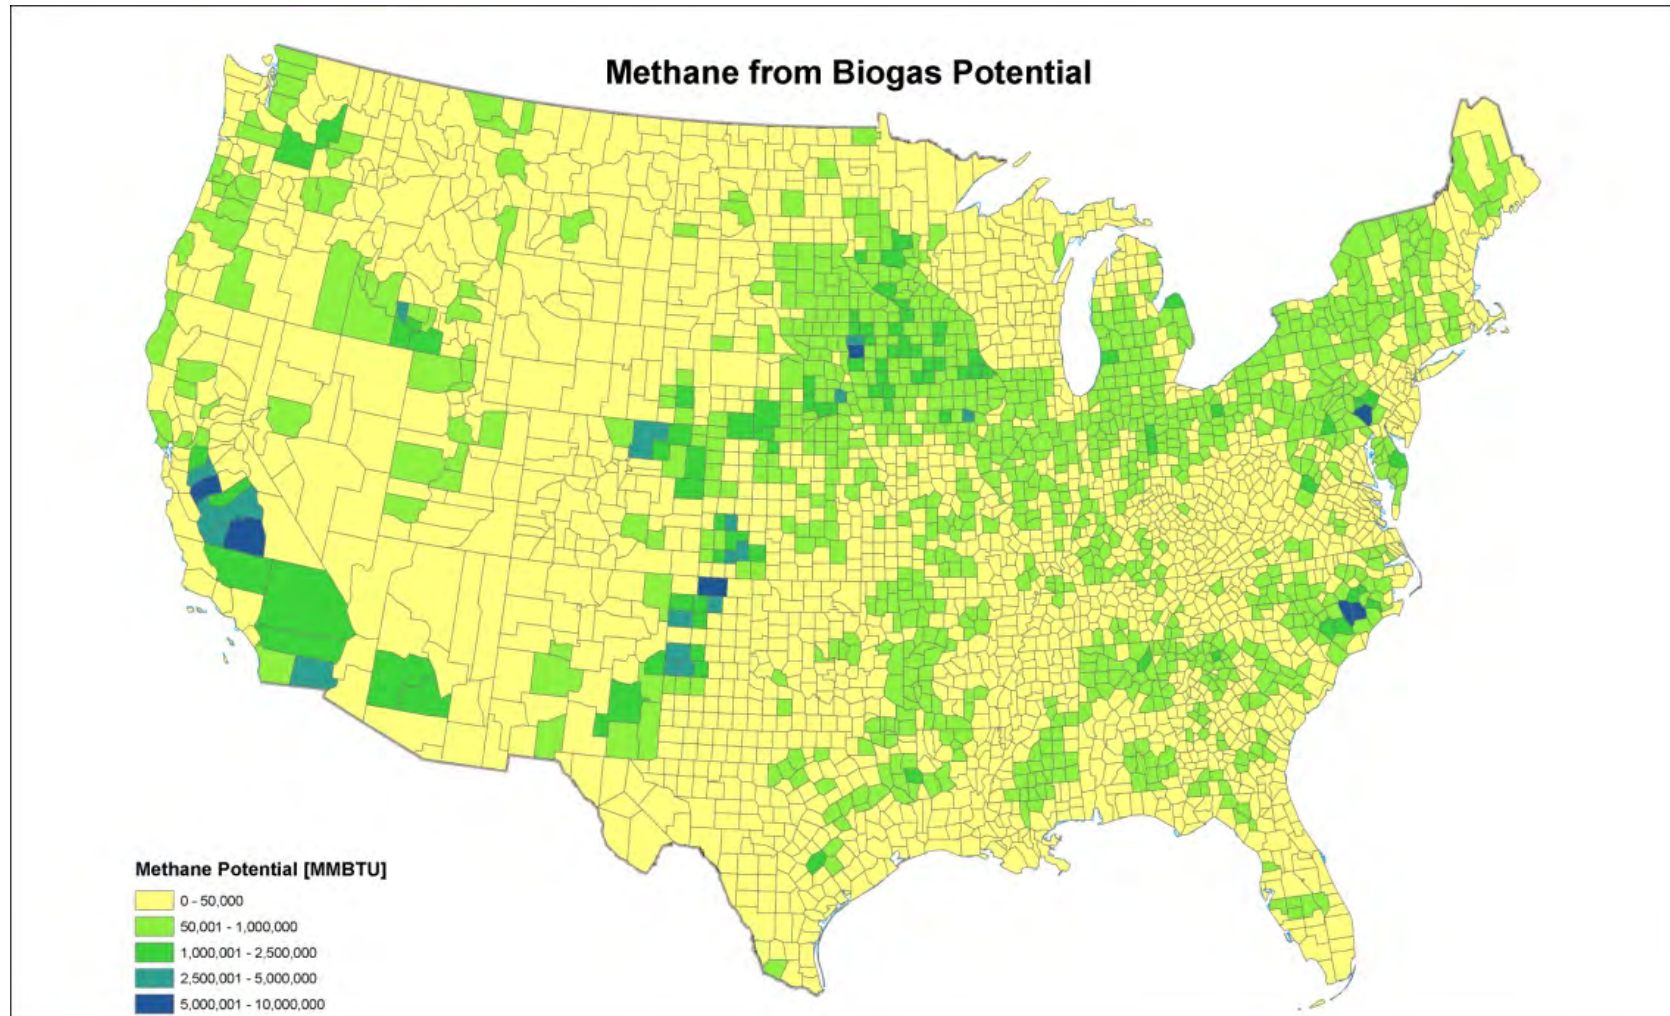 Methane from Biogas Potential
Methane Potential [MMBTU]
0 - 50,000
50,001 - 1,000,000
1,000,001 - 2,500,000
2,500,001 - 5,000,000
5,000,001 - 10,000,000